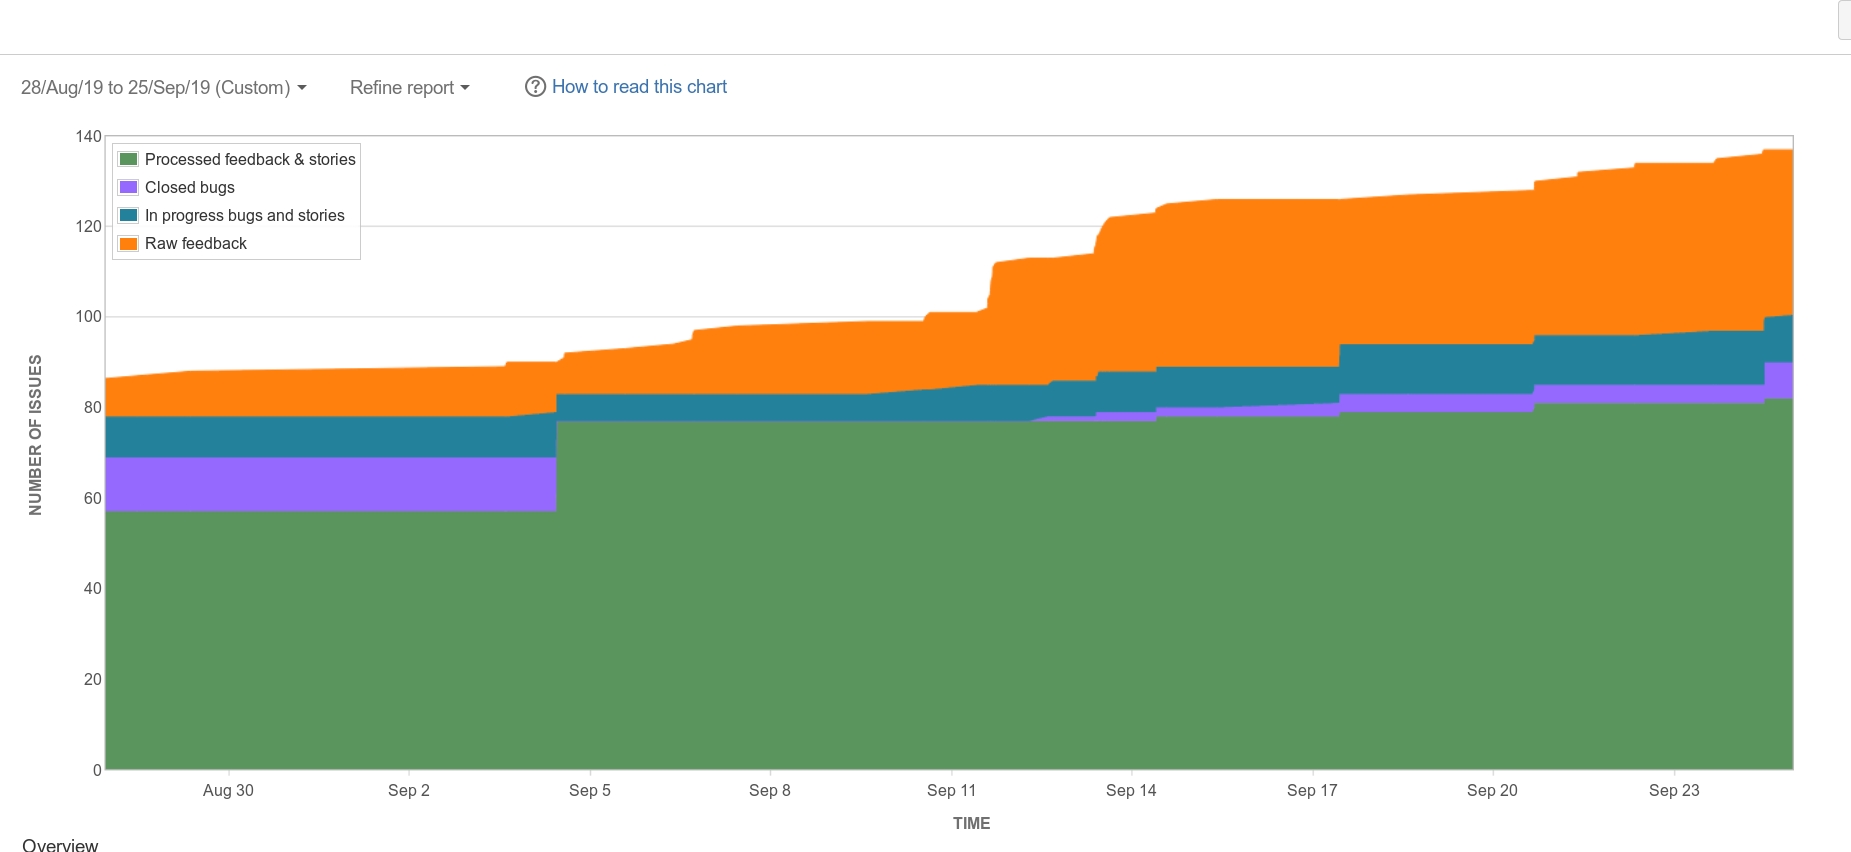 28/Aug/19 to 25/Sep/19 (Custom)
Refine report
? How to read this chart
140
120
100
80
60
40
20
0
NUMBER OF ISSUES
Processed feedback & stories
Closed bugs
In progress bugs and stories
Raw feedback
Aug 30
Sep 2
Sep 5
Sep 8
Sep 11
Sep 14
Sep 17
Sep 20
Sep 23
TIME
Overview